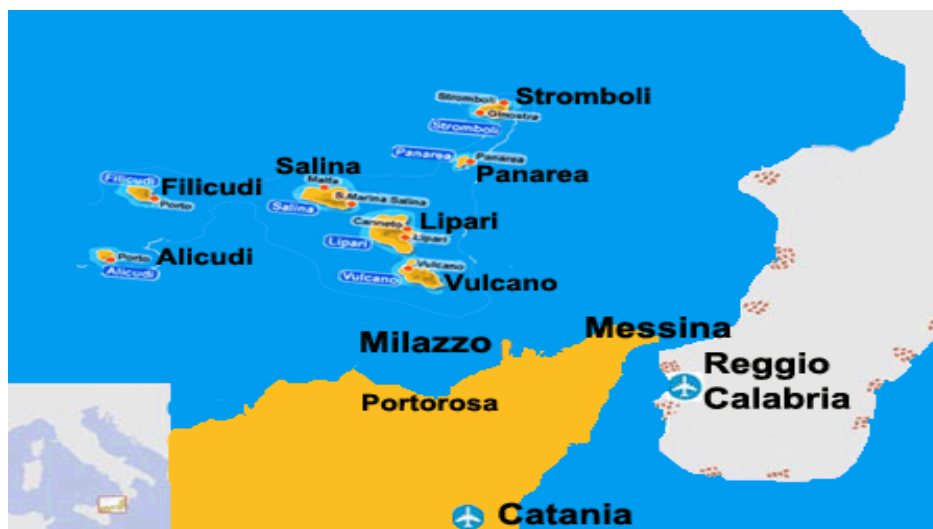 Stromboli
Stromboli
Ginostra
Stromboli
Panarea
Panarea
Panarea
Salina
Malfa
S.Marina Salina
Salina
Filicudi
Filicudi
Porto
Canneto
Lipari
Lipari
Lipari
Porto
Alicudi
Alicudi
Vulcano
Vulcano
Vulcano
Messina
Milazzo
Reggio
Calabria
Portorosa
Catania